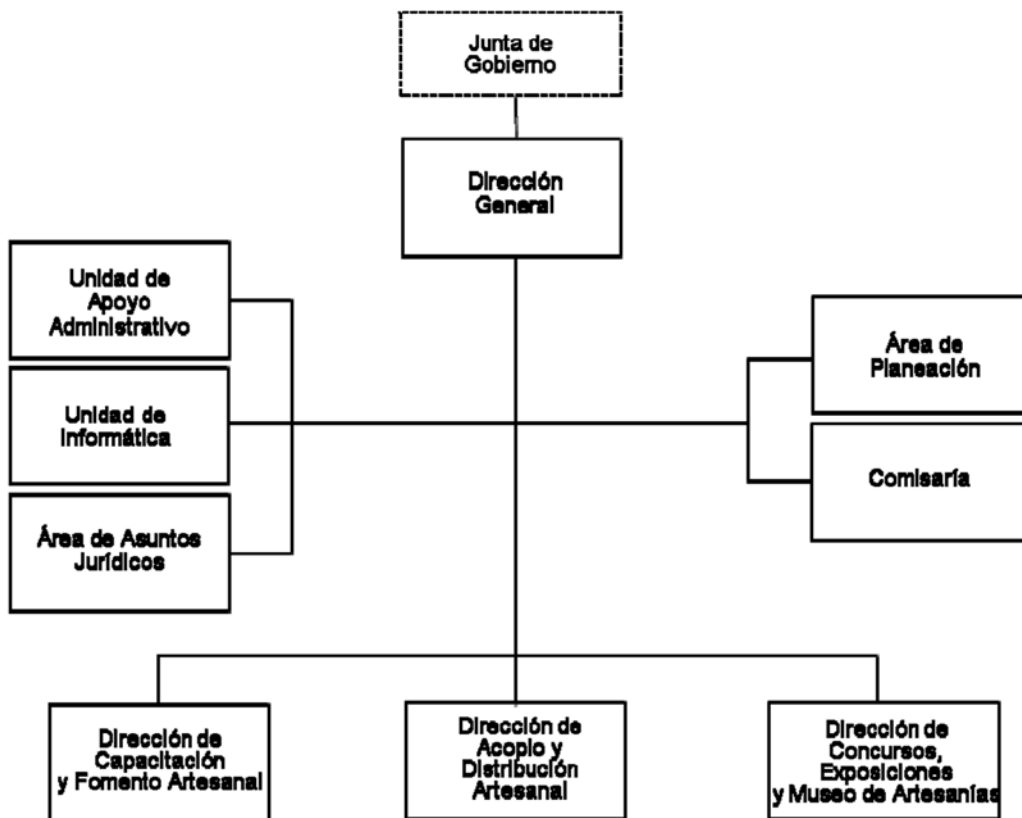 Junta de
Gobierno
Dirección
General
Unidad de
Apoyo
Administrativo
Unidad de
Informática
Área de Asuntos
Jurídicos
Área de
Planeación
Comisaría
Dirección de
Capacitación
y Fomento Artesanal
Dirección de
Acopio y
Distribución
Artesanal
Dirección de
Concursos,
Exposiciones
y Museo de Artesanías